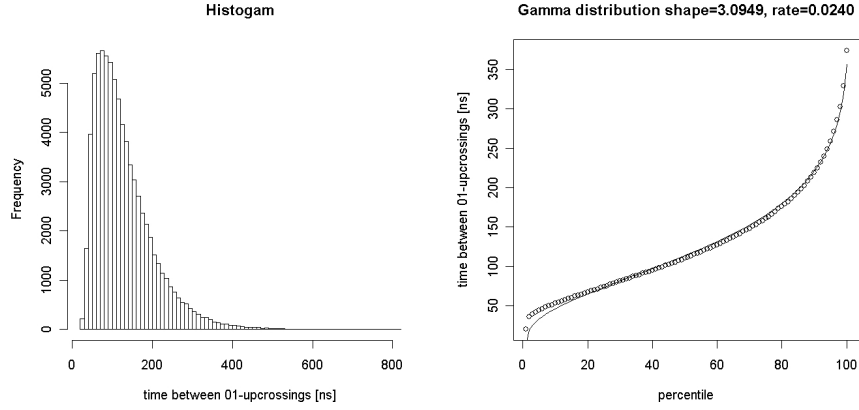 Histogam
Frequency
5000
4000
3000
2000
1000
0
0 200 400 600 800
time between 01-upcrossings [ns]
Gamma distribution shape=3.0949, rate=0.0240
time between 01-upcrossings [ns]
350
300
250
200
150
100
50
0 20 40 60 80 100
percentile